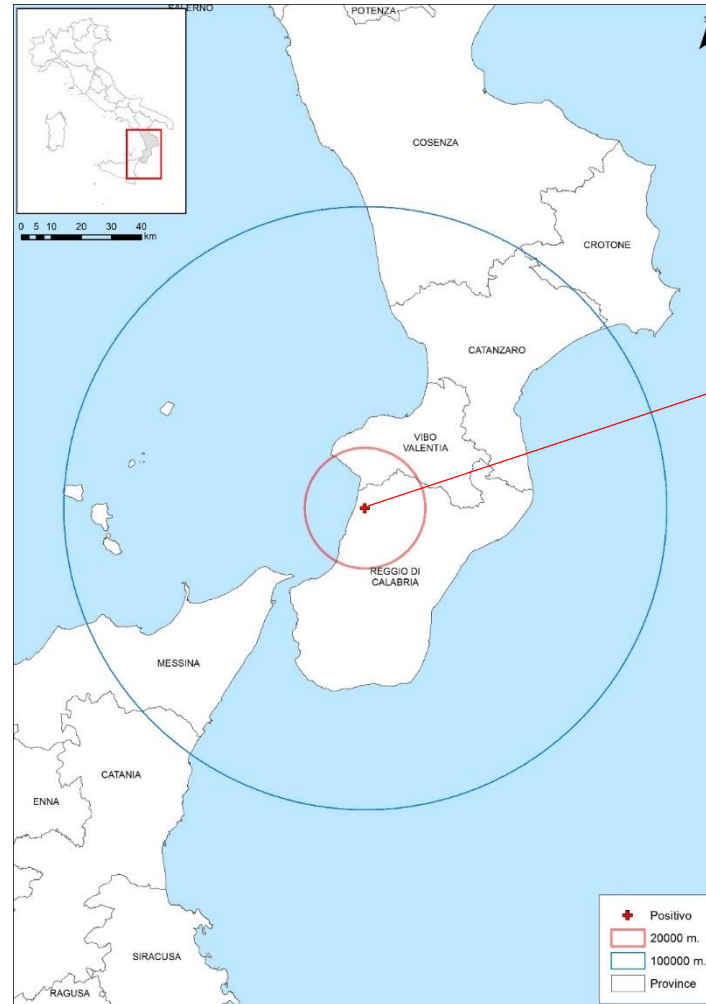 SALERNO
POTENZA
COSENZA
0 5 10 20 30 40
km
CROTONE
CATANZARO
VIBO
VALENTIA
REGGIO DI
CALABRIA
MESSINA
CATANIA
ENNA
SIRACUSA
RAGUSA
Positivo
20000 m.
100000 m.
Province